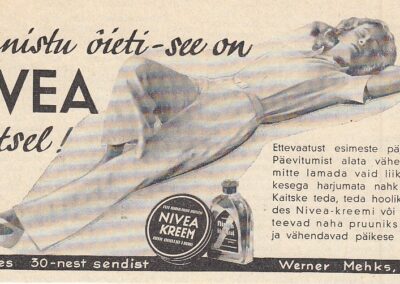 nistu õieti-see on
VEA
tsel!
Ettevaatust esimeste pä
Päevitumist alata vähe
mitte lamada vaid liik
kesega harjumata nahk
Kaitske teda, teda hoolik
des Nivea-kreemi või
teevad naha pruuniks
ja vähendavad päikese
NIVEA
KREEM
es 30-nest sendist
Werner Mehks,